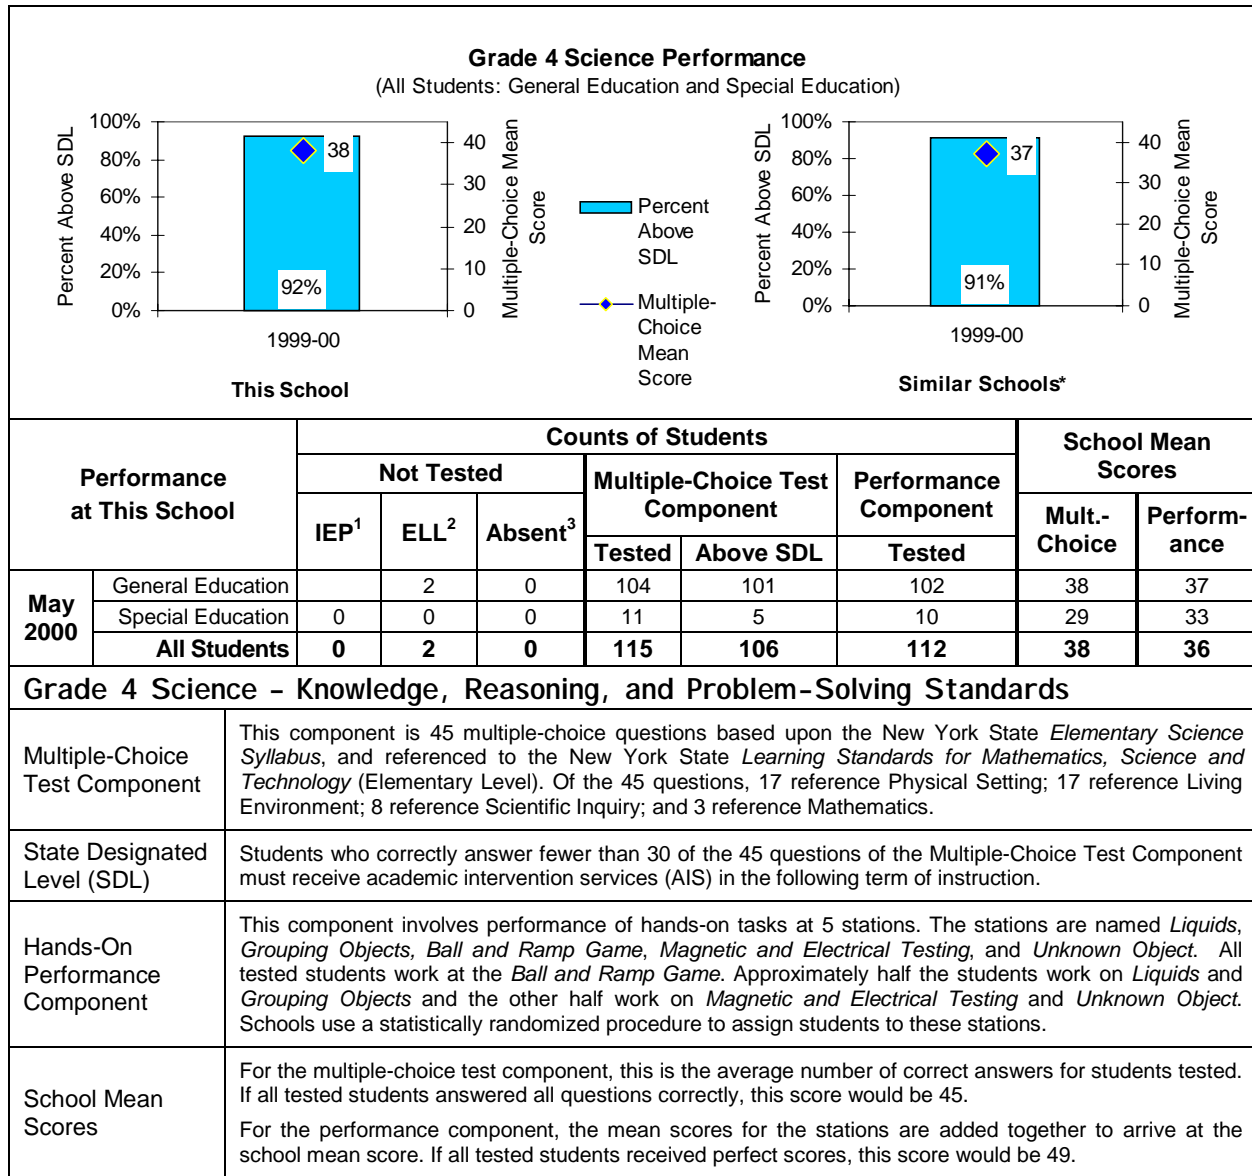 Grade 4 Science Performance
(All Students: General Education and Special Education)
Percent Above SDL
100%
80%
60%
40%
20%
0%
38
92%
40
30
20
10
0
Multiple-Choice Mean
Score
1999-00
This School
Percent
Above
SDL
Multiple-
Choice
Mean
Score
Percent Above SDL
100%
80%
60%
40%
20%
0%
37
91%
40
30
20
10
0
Multiple-Choice Mean
Score
1999-00
Similar Schools*
Performance
at This School
Counts of Students
School Mean
Scores
Not Tested
Multiple-Choice Test
Component
Performance
Component
IEP1 ELL2 Absent3
Tested Above SDL Tested
Mult.-
Choice
Perform-
ance
May
2000
General Education 2 0 104 101 102 38 37
Special Education 0 0 0 11 5 10 29 33
All Students 0 2 0 115 106 112 38 36
Grade 4 Science – Knowledge, Reasoning, and Problem-Solving Standards
Multiple-Choice
Test Component
This component is 45 multiple-choice questions based upon the New York State Elementary Science
Syllabus, and referenced to the New York State Learning Standards for Mathematics, Science and
Technology (Elementary Level). Of the 45 questions, 17 reference Physical Setting; 17 reference Living
Environment; 8 reference Scientific Inquiry; and 3 reference Mathematics.
State Designated
Level (SDL)
Students who correctly answer fewer than 30 of the 45 questions of the Multiple-Choice Test Component
must receive academic intervention services (AIS) in the following term of instruction.
Hands-On
Performance
Component
This component involves performance of hands-on tasks at 5 stations. The stations are named Liquids,
Grouping Objects, Ball and Ramp Game, Magnetic and Electrical Testing, and Unknown Object. All
tested students work at the Ball and Ramp Game. Approximately half the students work on Liquids and
Grouping Objects and the other half work on Magnetic and Electrical Testing and Unknown Object.
Schools use a statistically randomized procedure to assign students to these stations.
School Mean
Scores
For the multiple-choice test component, this is the average number of correct answers for students tested.
If all tested students answered all questions correctly, this score would be 45.
For the performance component, the mean scores for the stations are added together to arrive at the
school mean score. If all tested students received perfect scores, this score would be 49.